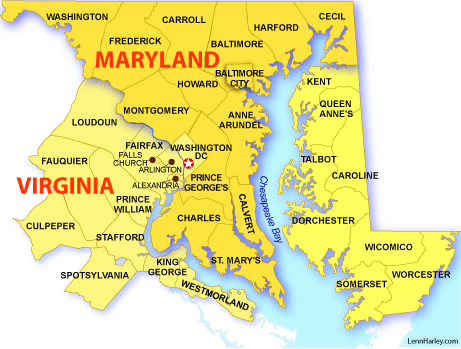 WASHINGTON
CARROLL
HARFORD
CECIL
FREDERICK
BALTIMORE
MARYLAND
BALTIMORE
CITY
HOWARD
KENT
MONTGOMERY
ANNE
ARUNDEL
QUEEN
ANNE'S
LOUDOUN
FAIRFAX
WASHINGTON
DC
FALLS
CHURCH
ARLINGTON
FAUQUIER
TALBOT
CAROLINE
VIRGINIA
ALEXANDRIA
PRINCE
GEORGE'S
Chesapeake Bay
PRINCE
WILLIAM
CALVERT
CHARLES
DORCHESTER
CULPEPER
STAFFORD
WICOMICO
ST. MARY'S
KING
GEORGE
SPOTSYLVANIA
WORCESTER
SOMERSET
WESTMORLAND
LennHarley.com